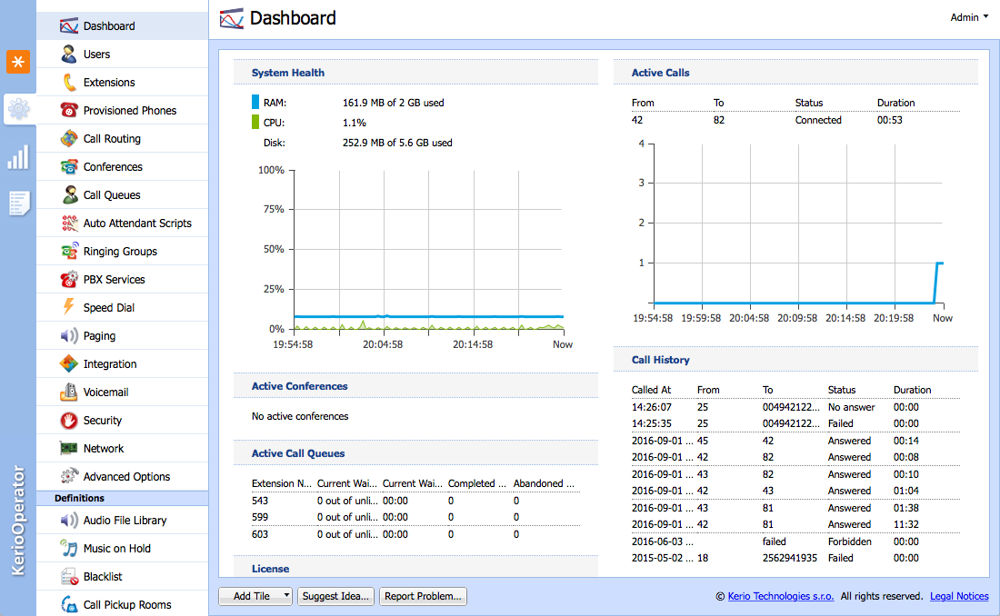 Dashboard
Users
Extensions
Provisioned Phones
Call Routing
Conferences
Call Queues
Auto Attendant Scripts
Ringing Groups
PBX Services
Speed Dial
Paging
Integration
Voicemail
Security
Network
Advanced Options
Definitions
Audio File Library
Music on Hold
Blacklist
Call Pickup Rooms
KerioOperator
Dashboard
Admin
System Health
RAM: 161.9 MB of 2 GB used
CPU: 1.1%
Disk: 252.9 MB of 5.6 GB used
100%
75%
50%
25%
0%
19:54:58 20:04:58 20:14:58 Now
Active Conferences
No active conferences
Active Call Queues
Extension N... Current Wai... Current Wai... Completed ... Abandoned ...
543 0 out of unli... 00:00 0 0
599 0 out of unli... 00:00 0 0
603 0 out of unli... 00:00 0 0
License
Active Calls
From To Status Duration
42 82 Connected 00:53
4
3
2
1
19:54:58 19:59:58 20:04:58 20:09:58 20:14:58 20:19:58 Now
Call History
Called At From To Status Duration
14:26:07 25 004942122... No answer 00:00
14:25:35 25 004942122... Failed 00:00
2016-09-01 ... 45 42 Answered 00:14
2016-09-01 ... 42 82 Answered 00:08
2016-09-01 ... 43 82 Answered 00:10
2016-09-01 ... 42 43 Answered 01:04
2016-09-01 ... 43 81 Answered 01:38
2016-09-01 ... 42 81 Answered 11:32
2016-06-03 ... failed Forbidden 00:00
2015-05-02 ... 18 2562941935 Failed 00:00
Add Tile Suggest Idea... Report Problem...
© Kerio Technologies s.r.o. All rights reserved. Legal Notices